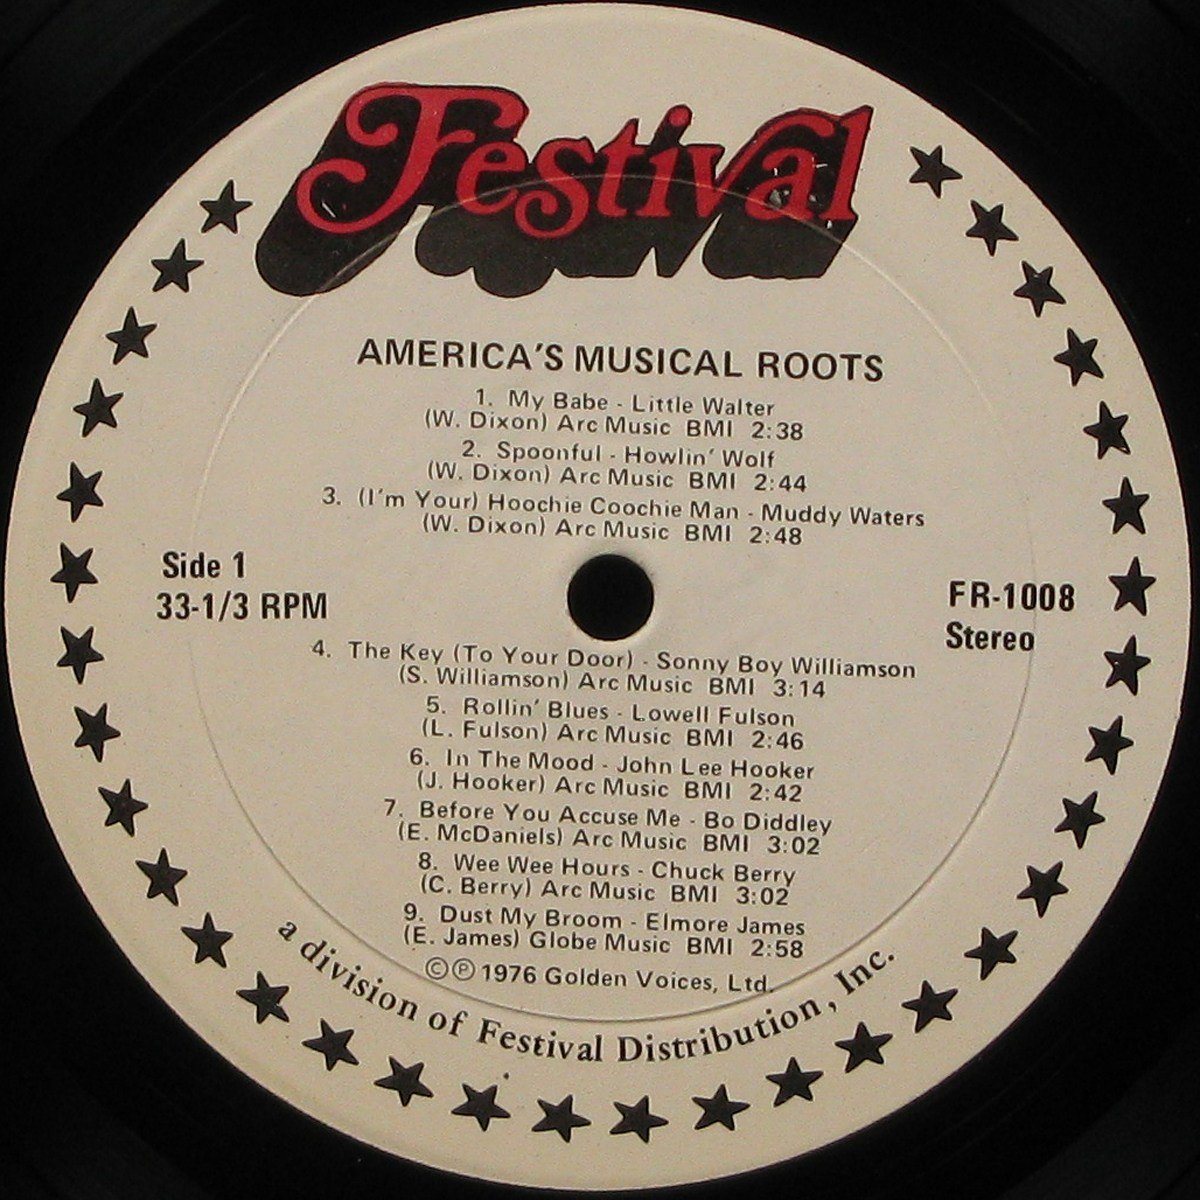 Festival
AMERICA'S MUSICAL ROOTS
1. My Babe - Little Walter
(W. Dixon) Arc Music BMI 2:38
2. Spoonful - Howlin' Wolf
(W. Dixon) Arc Music BMI 2:44
3. (I'm Your) Hoochie Coochie Man - Muddy Waters
(W. Dixon) Arc Music BMI 2:48
Side 1
33-1/3 RPM
FR-1008
Stereo
4. The Key (To Your Door) - Sonny Boy Williamson
(S. Williamson) Arc Music BMI 3:14
5. Rollin' Blues - Lowell Fulson
(L. Fulson) Arc Music BMI 2:46
6. In The Mood - John Lee Hooker
(J. Hooker) Arc Music BMI 2:42
7. Before You Accuse Me - Bo Diddley
(E. McDaniels) Arc Music BMI 3:02
8. Wee Wee Hours - Chuck Berry
(C. Berry) Arc Music BMI 3:02
9. Dust My Broom - Elmore James
(E. James) Globe Music BMI 2:58
©℗ 1976 Golden Voices, Ltd.
a division of Festival Distribution, Inc.